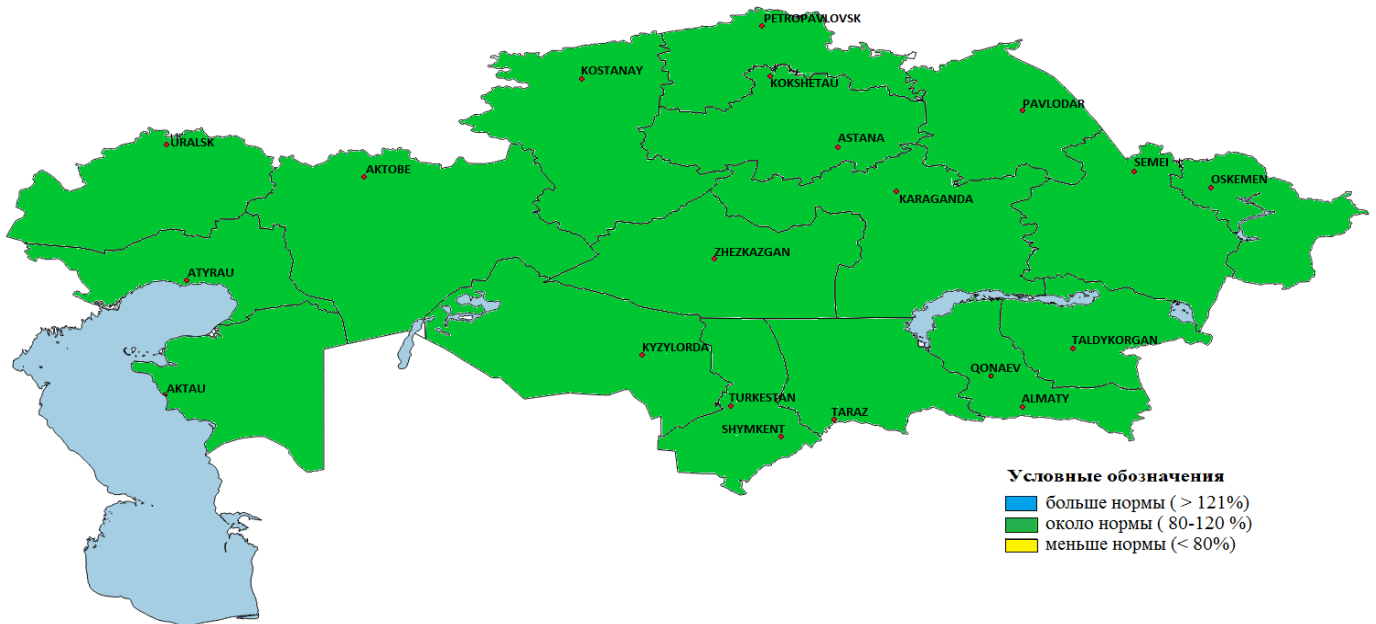 PETROPAVLOVSK
KOSTANAY
KOKSHETAU
PAVLODAR
URALSK
ASTANA
SEMEI
AKTOBE
OSKEMEN
KARAGANDA
ZHEZKAZGAN
ATYRAU
TALDYKORGAN
KYZYLORDA
QONAEV
AKTAU
TURKESTAN
ALMATY
TARAZ
SHYMKENT
Условные обозначения
больше нормы ( > 121%)
около нормы ( 80-120 %)
меньше нормы (< 80%)